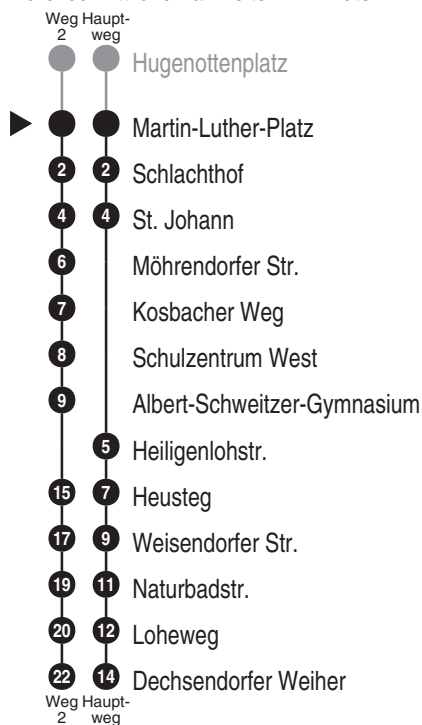 Weg Haupt-
2 weg
Hugenottenplatz
Martin-Luther-Platz
2 2 Schlachthof
4 4 St. Johann
6 Möhrendorfer Str.
7 Kosbacher Weg
8 Schulzentrum West
9 Albert-Schweitzer-Gymnasium
5 Heiligenlohstr.
15 7 Heusteg
17 9 Weisendorfer Str.
19 11 Naturbadstr.
20 12 Loheweg
22 14 Dechsendorfer Weiher
Weg Haupt-
2 weg